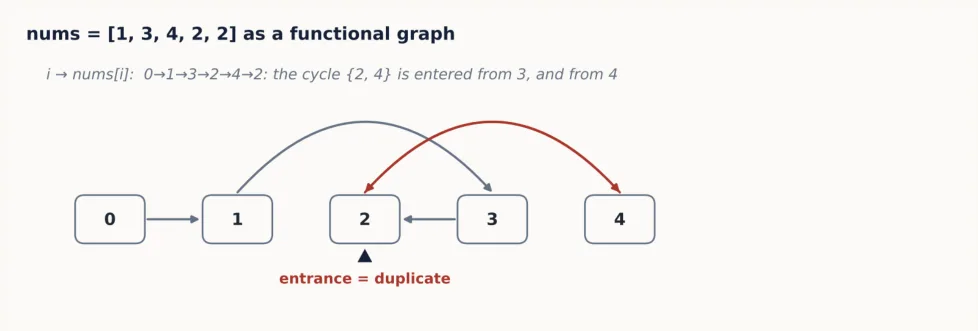 nums = [1, 3, 4, 2, 2] as a functional graph
i → nums[i]:  0→1→3→2→4→2: the cycle {2, 4} is entered from 3, and from 4
0 1 2 3 4
entrance = duplicate